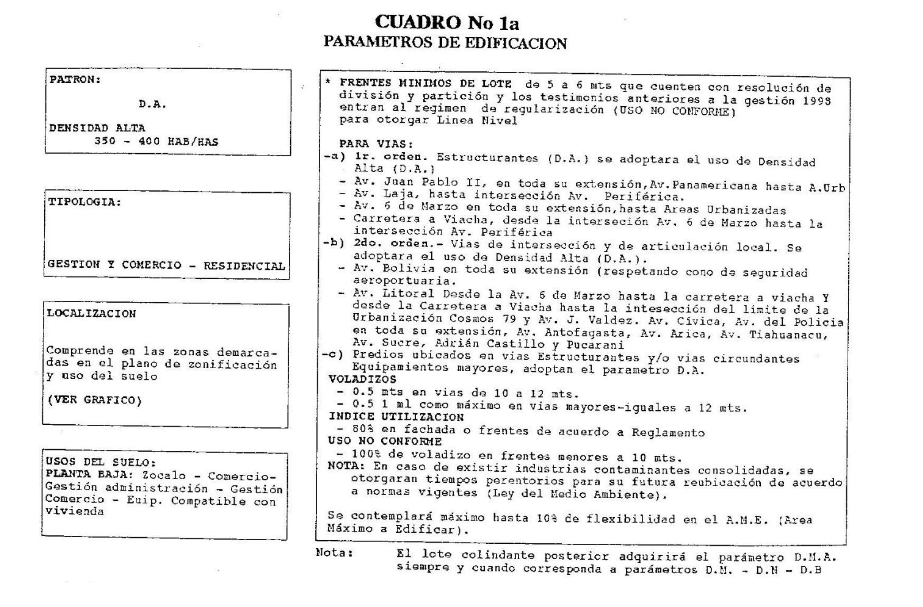 CUADRO No 1a
PARAMETROS DE EDIFICACION
PATRON:
D.A.
DENSIDAD ALTA
350 - 400 HAB/HAS
TIPOLOGIA:
GESTION Y COMERCIO - RESIDENCIAL
LOCALIZACION
Comprende en las zonas demarca-
das en el plano de zonificación
y uso del suelo
(VER GRAFICO)
USOS DEL SUELO:
PLANTA BAJA: Zocalo - Comercio-
Gestión administración - Gestión
Comercio - Euip. Compatible con
vivienda
* FRENTES MINIMOS DE LOTE de 5 a 6 mts que cuenten con resolución de
división y partición y los testimonios anteriores a la gestión 1998
entran al regimen de regularización (USO NO CONFORME)
para otorgar Linea Nivel
PARA VIAS:
-a) 1r. orden. Estructurantes (D.A.) se adoptara el uso de Densidad
Alta (D.A.)
- Av. Juan Pablo II, en toda su extensión,Av.Panamericana hasta A.Urb
- Av. Laja, hasta intersección Av. Periférica.
- Av. 6 de Marzo en toda su extensión,hasta Areas Urbanizadas
- Carretera a Viacha, desde la interseción Av. 6 de Marzo hasta la
intersección Av. Periférica
-b) 2do. orden.- Vias de intersección y de articulación local. Se
adoptara el uso de Densidad Alta (D.A.).
- Av. Bolivia en toda su extensión (respetando cono de seguridad
aeroportuaria.
- Av. Litoral Desde la Av. 6 de Marzo hasta la carretera a viacha Y
desde la Carretera a Viacha hasta la intesección del limite de la
Urbanización Cosmos 79 y Av. J. Valdez. Av. Civica, Av. del Policia
en toda su extensión, Av. Antofagasta, Av. Arica, Av. Tiahuanacu,
Av. Sucre, Adrián Castillo y Pucarani
-c) Predios ubicados en vias Estructurantes y/o vias circundantes
Equipamientos mayores, adoptan el parametro D.A.
VOLADIZOS
- 0.5 mts en vias de 10 a 12 mts.
- 0.5 1 ml como máximo en vias mayores-iguales a 12 mts.
INDICE UTILIZACION
- 80% en fachada o frentes de acuerdo a Reglamento
USO NO CONFORME
- 100% de voladizo en frentes menores a 10 mts.
NOTA: En caso de existir industrias contaminantes consolidadas, se
otorgaran tiempos perentorios para su futura reubicación de acuerdo
a normas vigentes (Ley del Medio Ambiente).
Se contemplará máximo hasta 10% de flexibilidad en el A.M.E. (Area
Máximo a Edificar).
Nota: El lote colindante posterior adquirirá el parámetro D.M.A.
siempre y cuando corresponda a parámetros D.M. - D.N - D.B